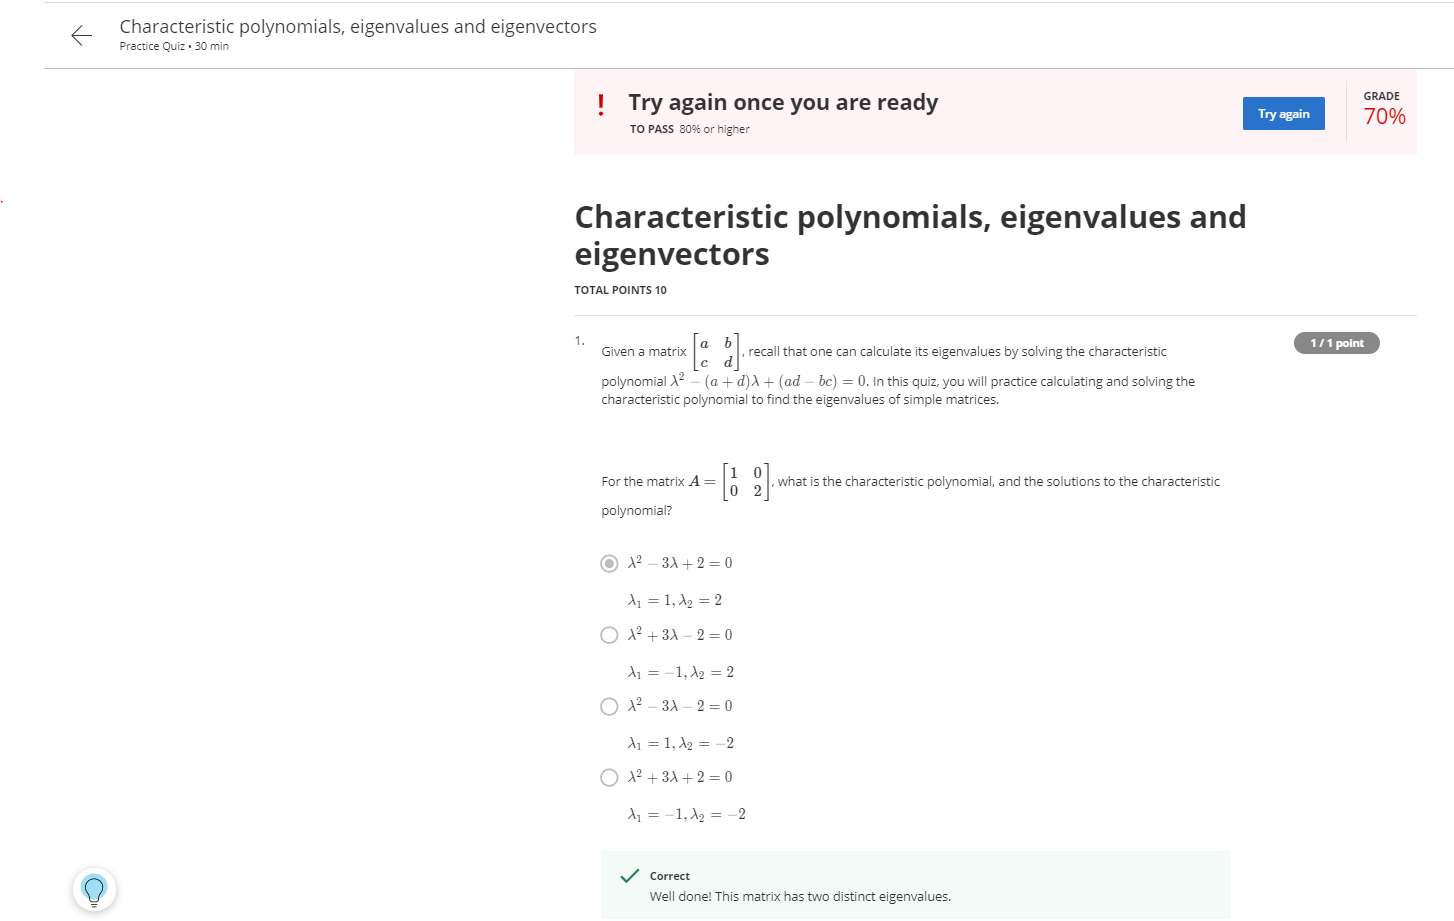 Characteristic polynomials, eigenvalues and eigenvectors
Practice Quiz • 30 min
! Try again once you are ready
TO PASS 80% or higher
Try again
GRADE
70%
Characteristic polynomials, eigenvalues and
eigenvectors
TOTAL POINTS 10
1.
Given a matrix [a b; c d], recall that one can calculate its eigenvalues by solving the characteristic
polynomial λ² − (a + d)λ + (ad − bc) = 0. In this quiz, you will practice calculating and solving the
characteristic polynomial to find the eigenvalues of simple matrices.
1 / 1 point
For the matrix A = [1 0; 0 2], what is the characteristic polynomial, and the solutions to the characteristic
polynomial?
λ² − 3λ + 2 = 0
λ₁ = 1, λ₂ = 2
λ² + 3λ − 2 = 0
λ₁ = −1, λ₂ = 2
λ² − 3λ − 2 = 0
λ₁ = 1, λ₂ = −2
λ² + 3λ + 2 = 0
λ₁ = −1, λ₂ = −2
Correct
Well done! This matrix has two distinct eigenvalues.